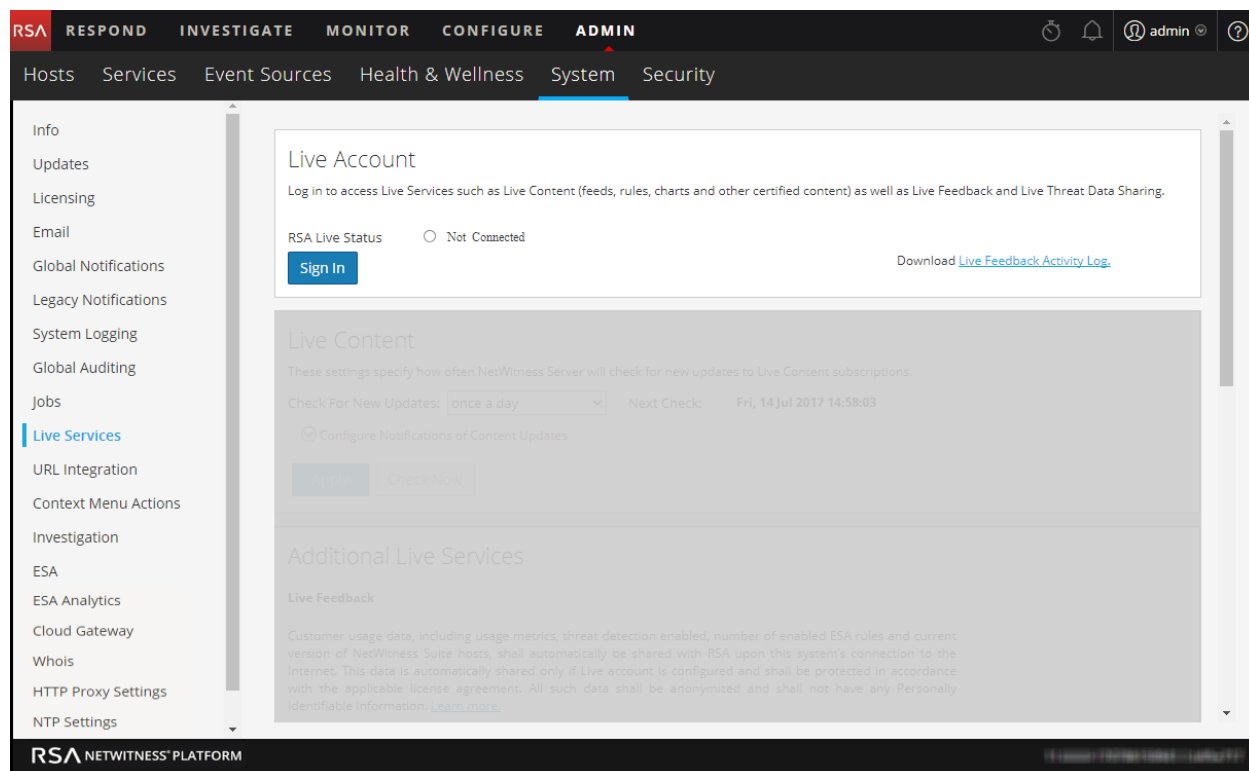 RSA RESPOND INVESTIGATE MONITOR CONFIGURE ADMIN admin
Hosts Services Event Sources Health & Wellness System Security
Info
Updates
Licensing
Email
Global Notifications
Legacy Notifications
System Logging
Global Auditing
Jobs
Live Services
URL Integration
Context Menu Actions
Investigation
ESA
ESA Analytics
Cloud Gateway
Whois
HTTP Proxy Settings
NTP Settings
Live Account
Log in to access Live Services such as Live Content (feeds, rules, charts and other certified content) as well as Live Feedback and Live Threat Data Sharing.
RSA Live Status Not Connected
Sign In
Download Live Feedback Activity Log.
Live Content
These settings specify how often NetWitness Server will check for new updates to Live Content subscriptions.
Check For New Updates: once a day Next Check: Fri, 14 Jul 2017 14:58:03
Configure Notifications of Content Updates
Apply Check Now
Additional Live Services
Live Feedback
Customer usage data, including usage metrics, threat detection enabled, number of enabled ESA rules and current
version of NetWitness Suite hosts, shall automatically be shared with RSA upon this system's connection to the
Internet. This data is automatically shared only if Live account is configured and shall be protected in accordance
with the applicable license agreement. All such data shall be anonymized and shall not have any Personally
Identifiable Information. Learn more.
RSA NETWITNESS® PLATFORM